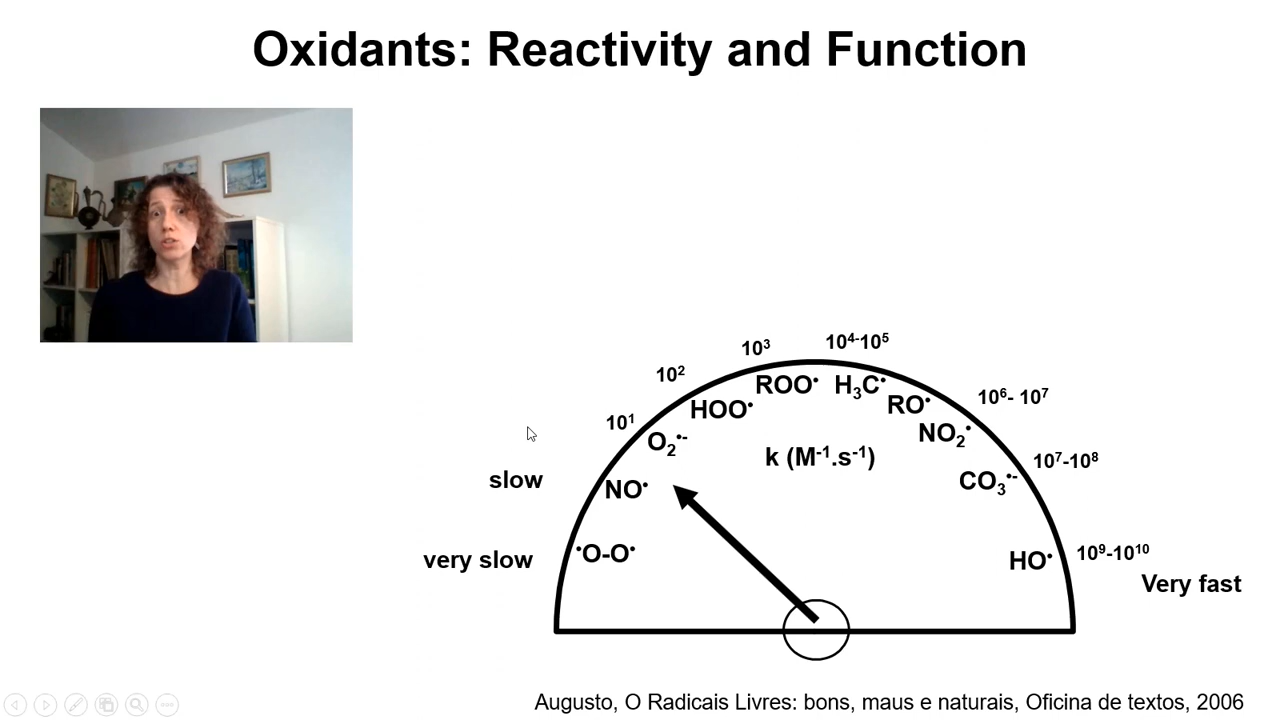 Oxidants: Reactivity and Function
10⁴-10⁵
10³
10²
ROO• H₃C•
10⁶- 10⁷
HOO•
RO•
10¹
O₂•-
NO₂•
k (M⁻¹.s⁻¹)
10⁷-10⁸
slow
NO•
CO₃•-
very slow
•O-O•
HO•
10⁹-10¹⁰
Very fast
Augusto, O Radicais Livres: bons, maus e naturais, Oficina de textos, 2006